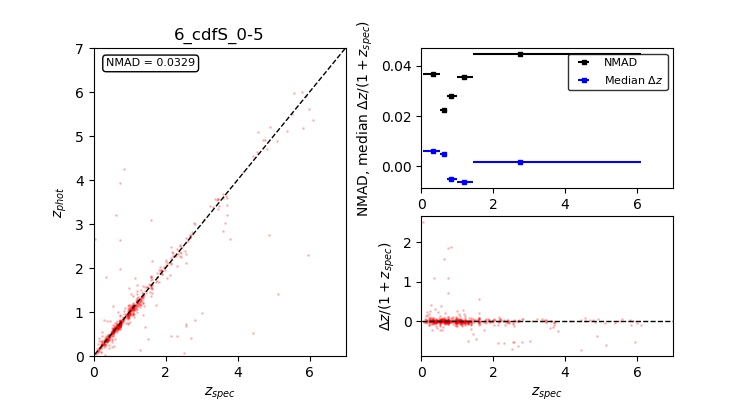 6_cdfS_0-5
NMAD = 0.0329
z_phot
7
6
5
4
3
2
1
0
0 2 4 6
z_spec
NMAD, median Δz/(1 + z_spec)
0.04
0.02
0.00
NMAD
Median Δz
0 2 4 6
Δz/(1 + z_spec)
2
1
0
0 2 4 6
z_spec